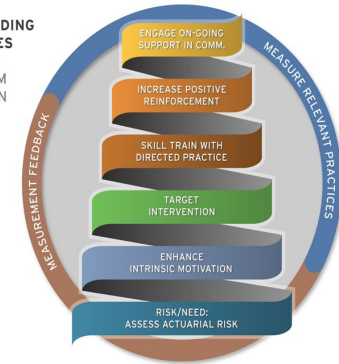 DING
ES
M
N
ENGAGE ON-GOING
SUPPORT IN COMM.
INCREASE POSITIVE
REINFORCEMENT
SKILL TRAIN WITH
DIRECTED PRACTICE
TARGET
INTERVENTION
ENHANCE
INTRINSIC MOTIVATION
RISK/NEED:
ASSESS ACTUARIAL RISK
MEASUREMENT FEEDBACK
MEASURE RELEVANT PRACTICES